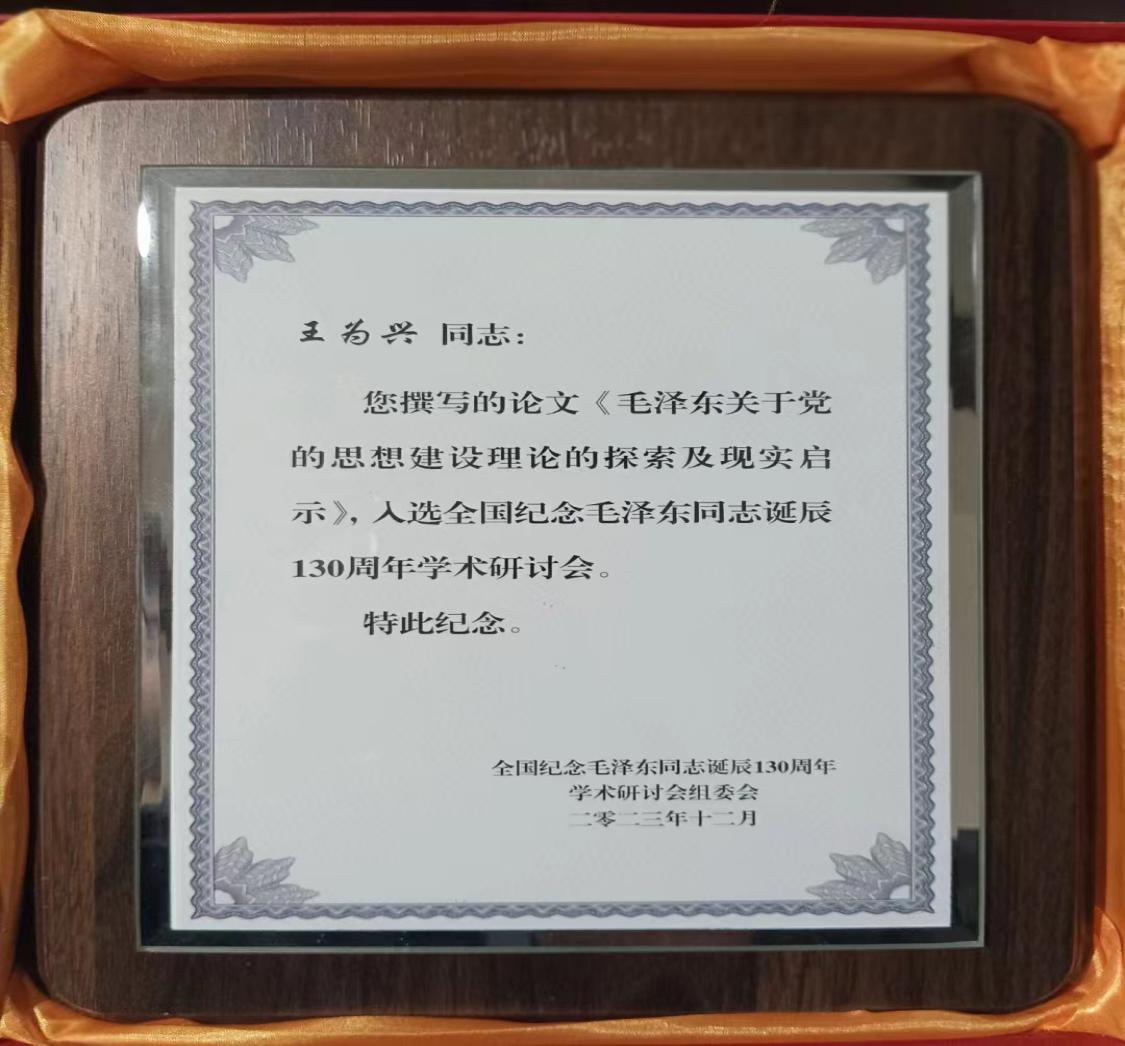 王为兴 同志：
您撰写的论文《毛泽东关于党
的思想建设理论的探索及现实启
示》，入选全国纪念毛泽东同志诞辰
130周年学术研讨会。
特此纪念。
全国纪念毛泽东同志诞辰130周年
学术研讨会组委会
二零二三年十二月